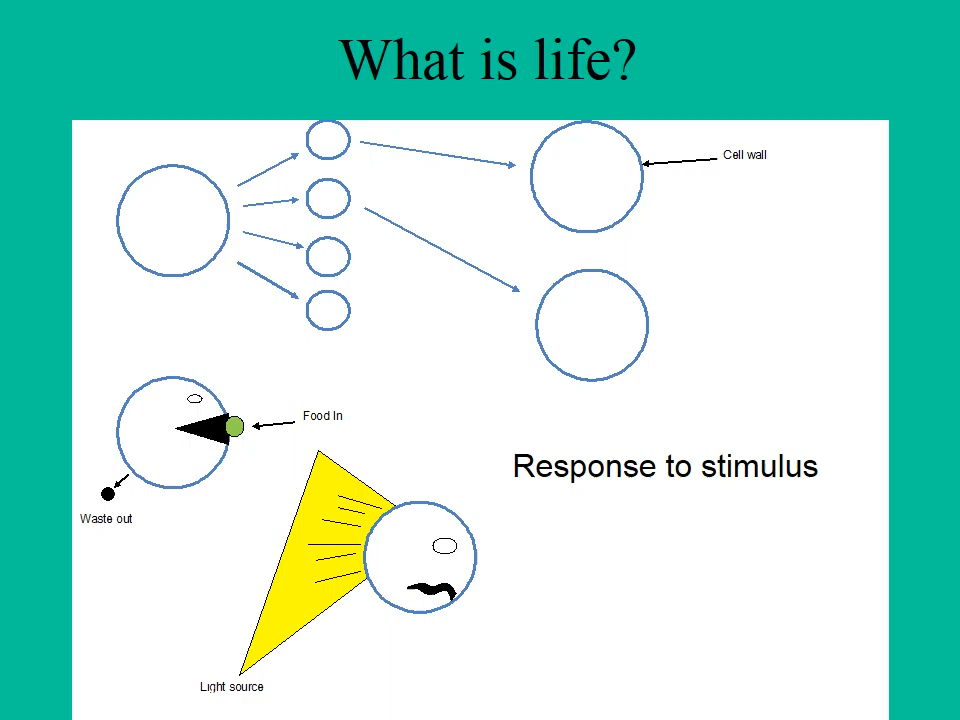 What is life?
Cell wall
Food In
Response to stimulus
Waste out
Light source